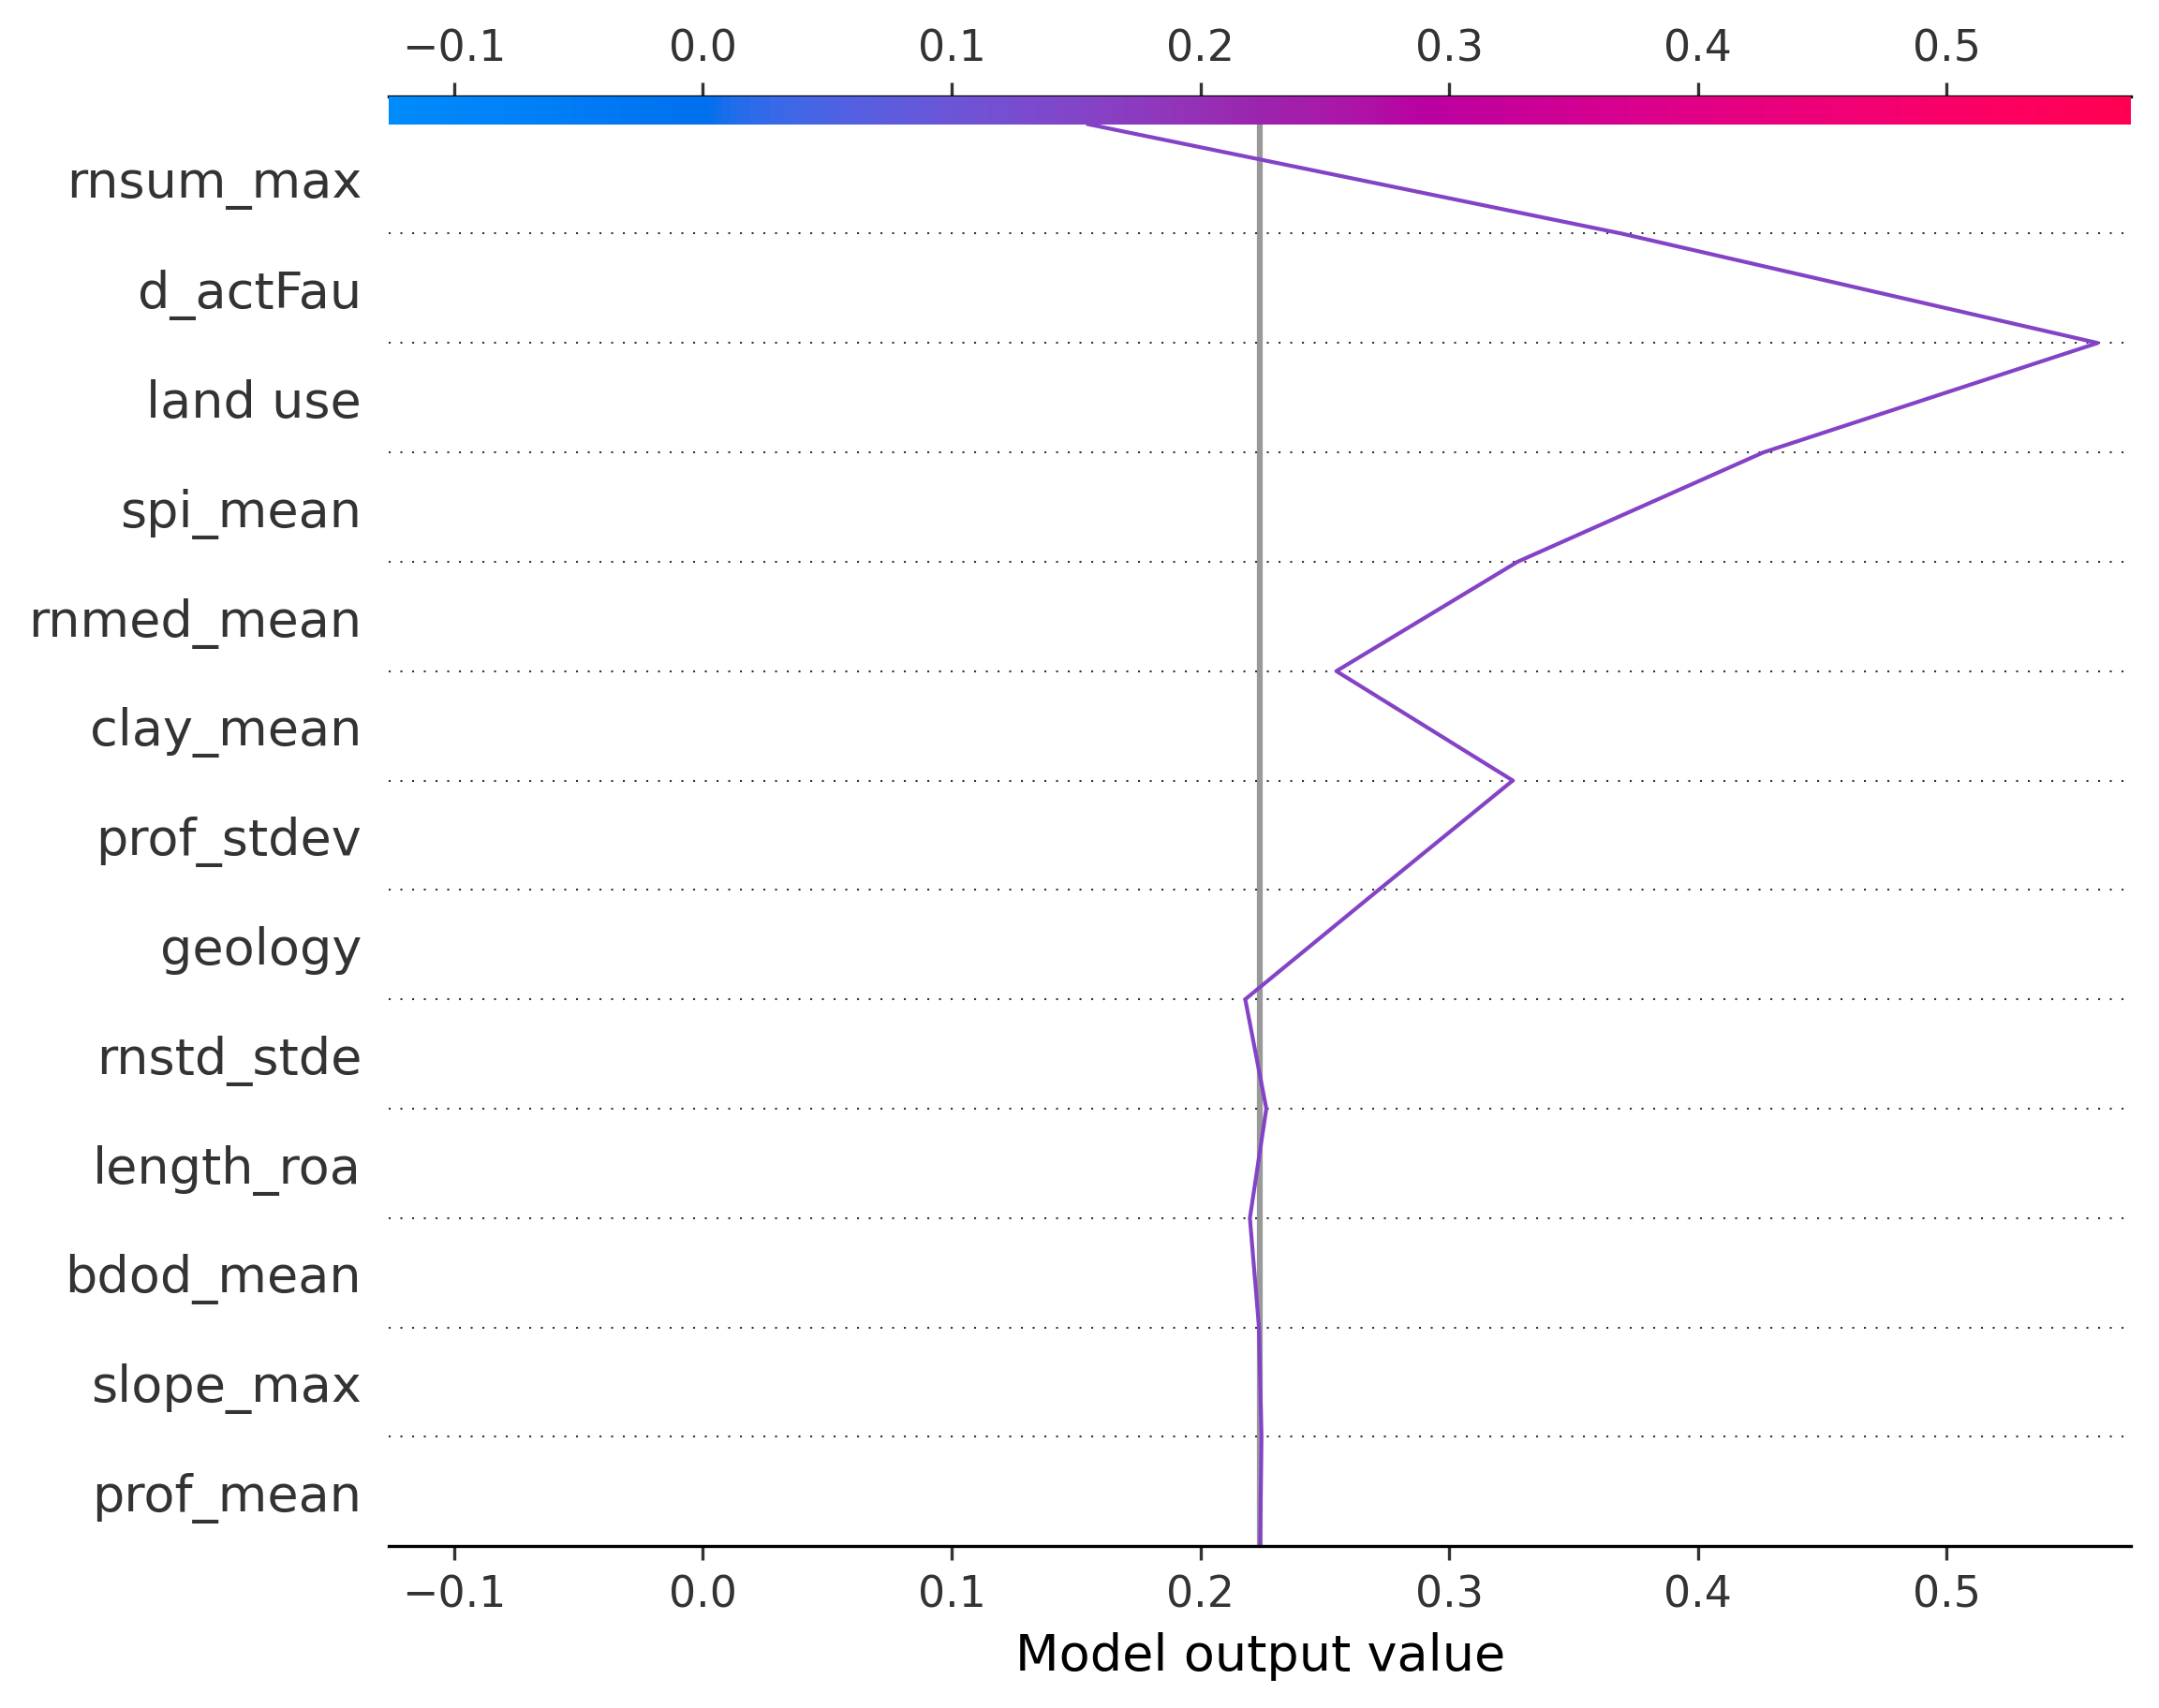 −0.1 0.0 0.1 0.2 0.3 0.4 0.5
rnsum_max
d_actFau
land use
spi_mean
rnmed_mean
clay_mean
prof_stdev
geology
rnstd_stde
length_roa
bdod_mean
slope_max
prof_mean
−0.1 0.0 0.1 0.2 0.3 0.4 0.5
Model output value